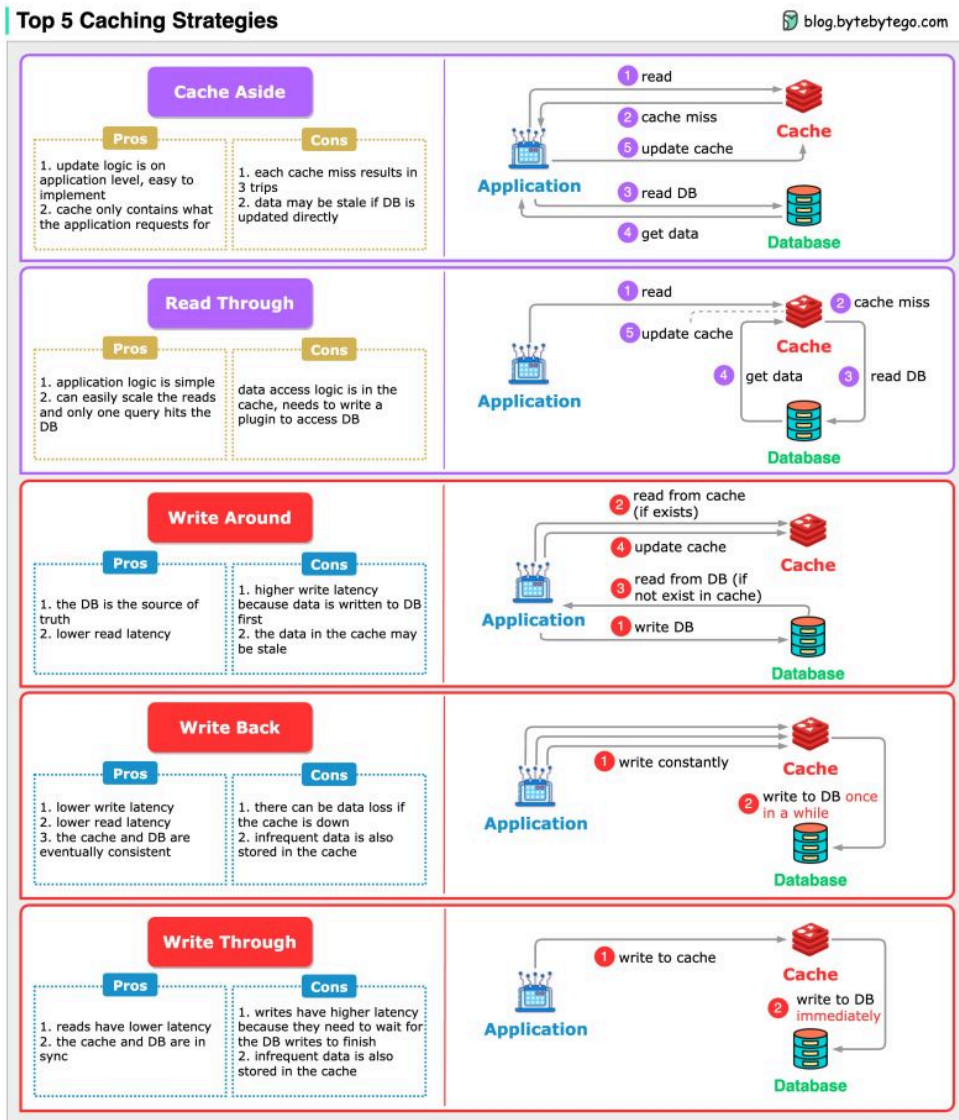 Top 5 Caching Strategies
blog.bytebytego.com
Cache Aside
Pros
1. update logic is on
application level, easy to
implement
2. cache only contains what
the application requests for
Cons
1. each cache miss results in
3 trips
2. data may be stale if DB is
updated directly
1 read
2 cache miss
5 update cache
3 read DB
4 get data
Application
Cache
Database
Read Through
Pros
1. application logic is simple
2. can easily scale the reads
and only one query hits the
DB
Cons
data access logic is in the
cache, needs to write a
plugin to access DB
1 read
2 cache miss
5 update cache
4 get data
3 read DB
Application
Cache
Database
Write Around
Pros
1. the DB is the source of
truth
2. lower read latency
Cons
1. higher write latency
because data is written to DB
first
2. the data in the cache may
be stale
2 read from cache
(if exists)
4 update cache
3 read from DB (if
not exist in cache)
1 write DB
Application
Cache
Database
Write Back
Pros
1. lower write latency
2. lower read latency
3. the cache and DB are
eventually consistent
Cons
1. there can be data loss if
the cache is down
2. infrequent data is also
stored in the cache
1 write constantly
2 write to DB once
in a while
Application
Cache
Database
Write Through
Pros
1. reads have lower latency
2. the cache and DB are in
sync
Cons
1. writes have higher latency
because they need to wait for
the DB writes to finish
2. infrequent data is also
stored in the cache
1 write to cache
2 write to DB
immediately
Application
Cache
Database